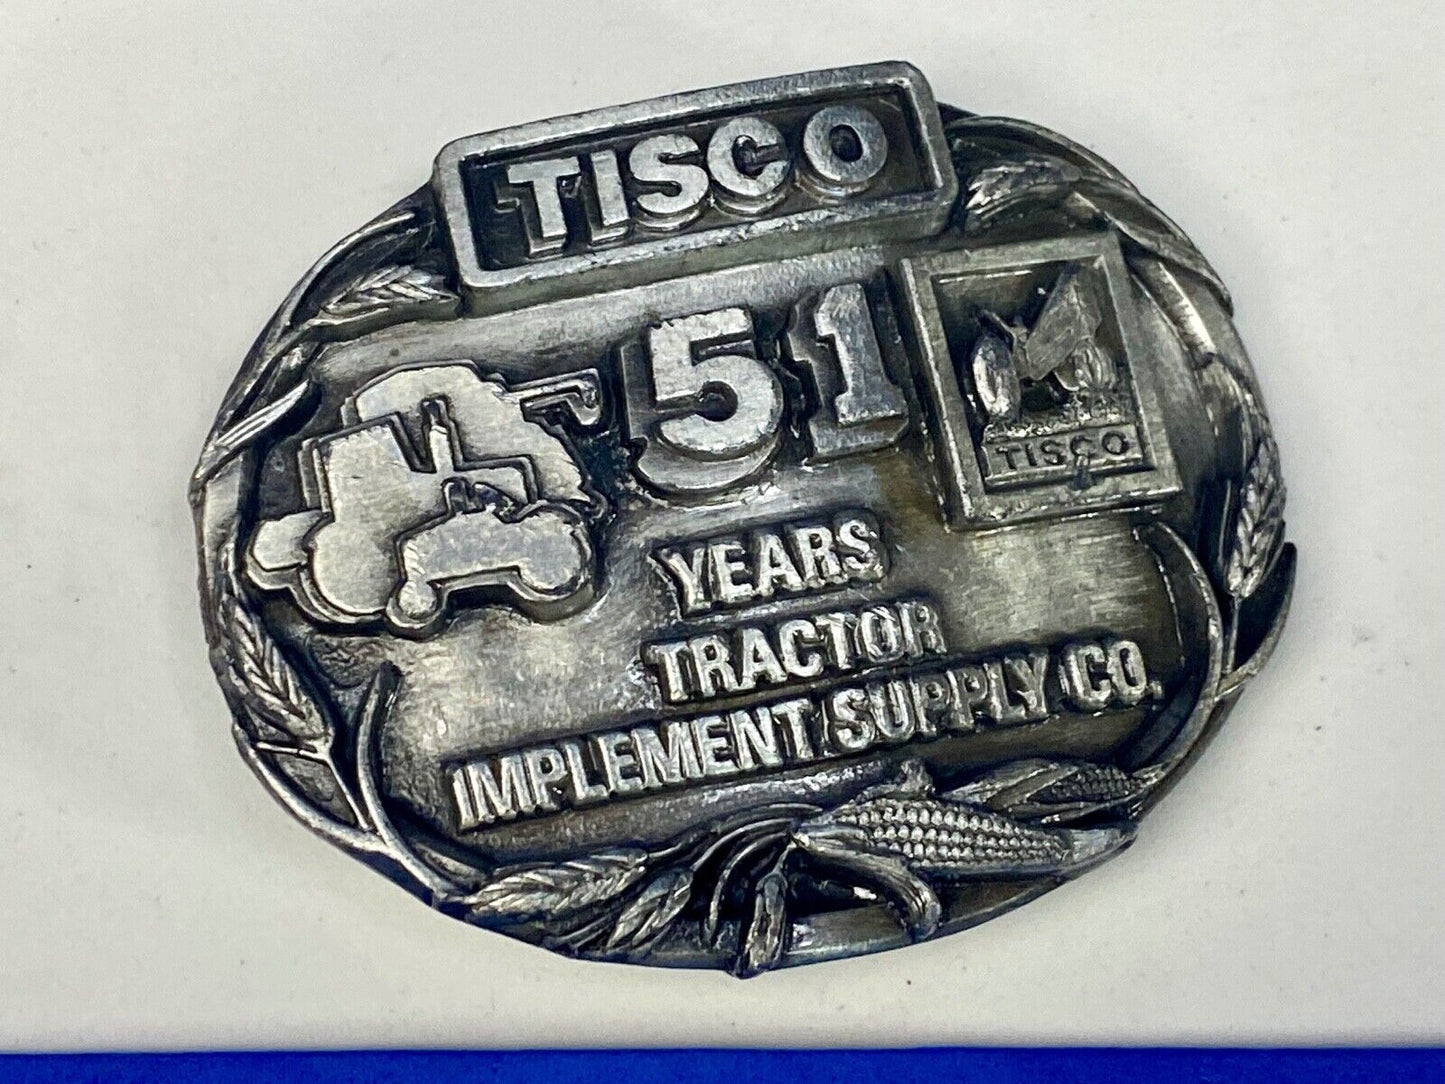 TISCO
51
TISCO
YEARS
TRACTOR
IMPLEMENT SUPPLY CO.